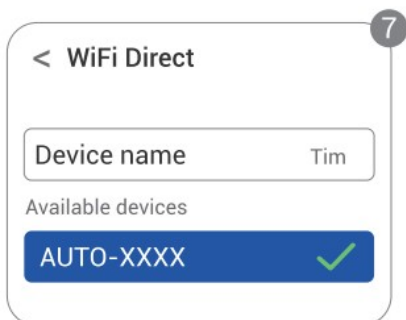 7
< WiFi Direct
Device name Tim
Available devices
AUTO-XXXX